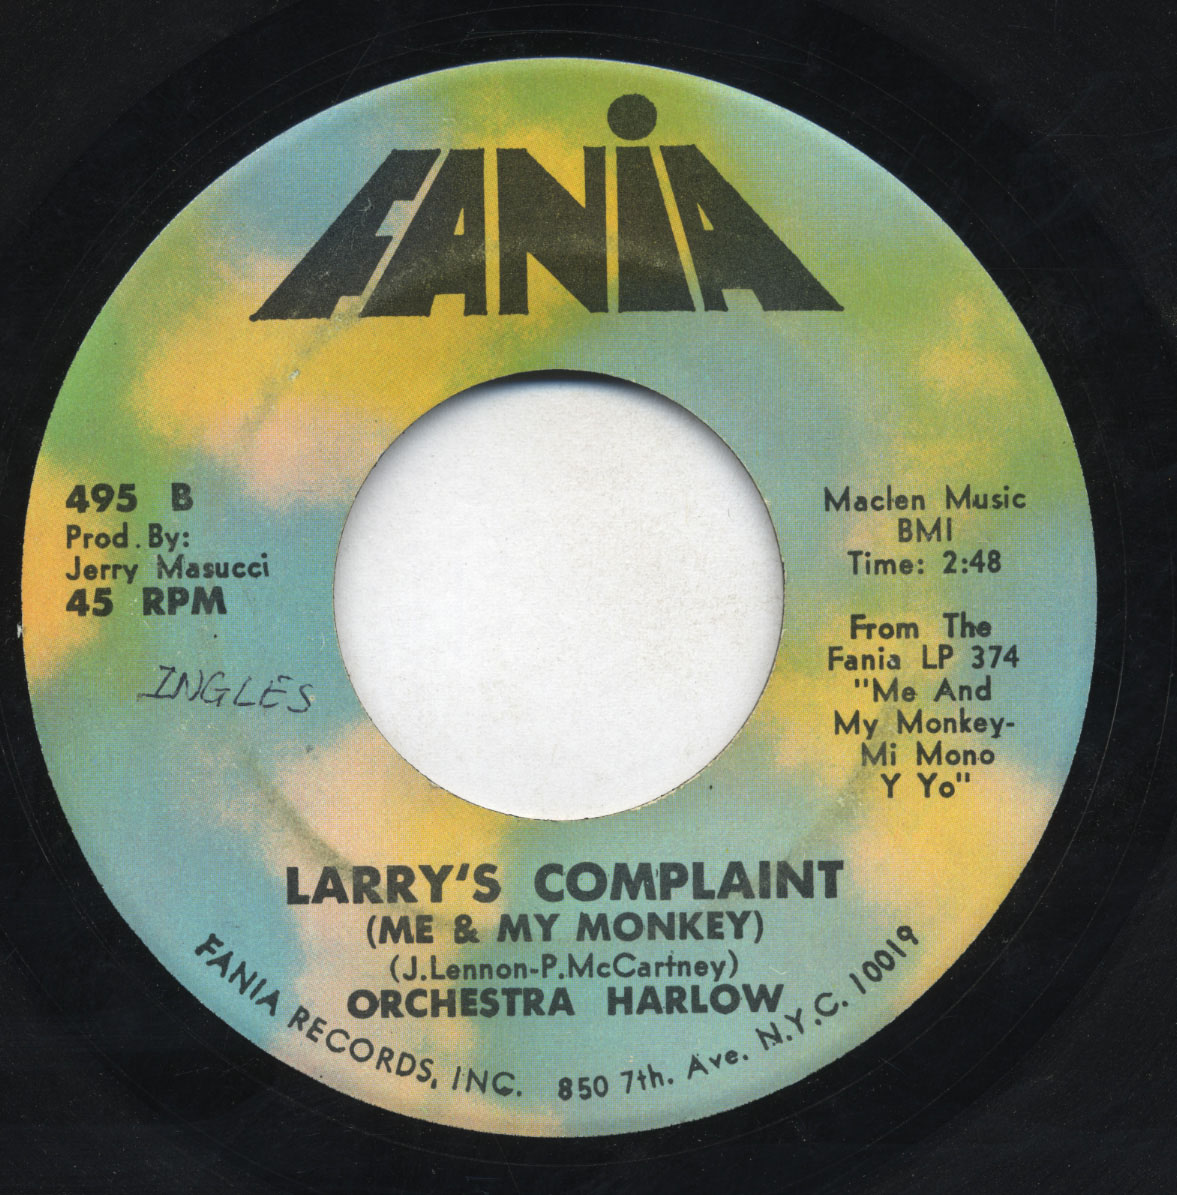 FANiA
495 B
Prod. By:
Jerry Masucci
45 RPM
INGLES
Maclen Music
BMI
Time: 2:48
From The
Fania LP 374
"Me And
My Monkey-
Mi Mono
Y Yo"
LARRY'S COMPLAINT
(ME & MY MONKEY)
(J.Lennon-P.McCartney)
ORCHESTRA HARLOW
FANIA RECORDS, INC. 850 7th. Ave. N.Y.C. 10019